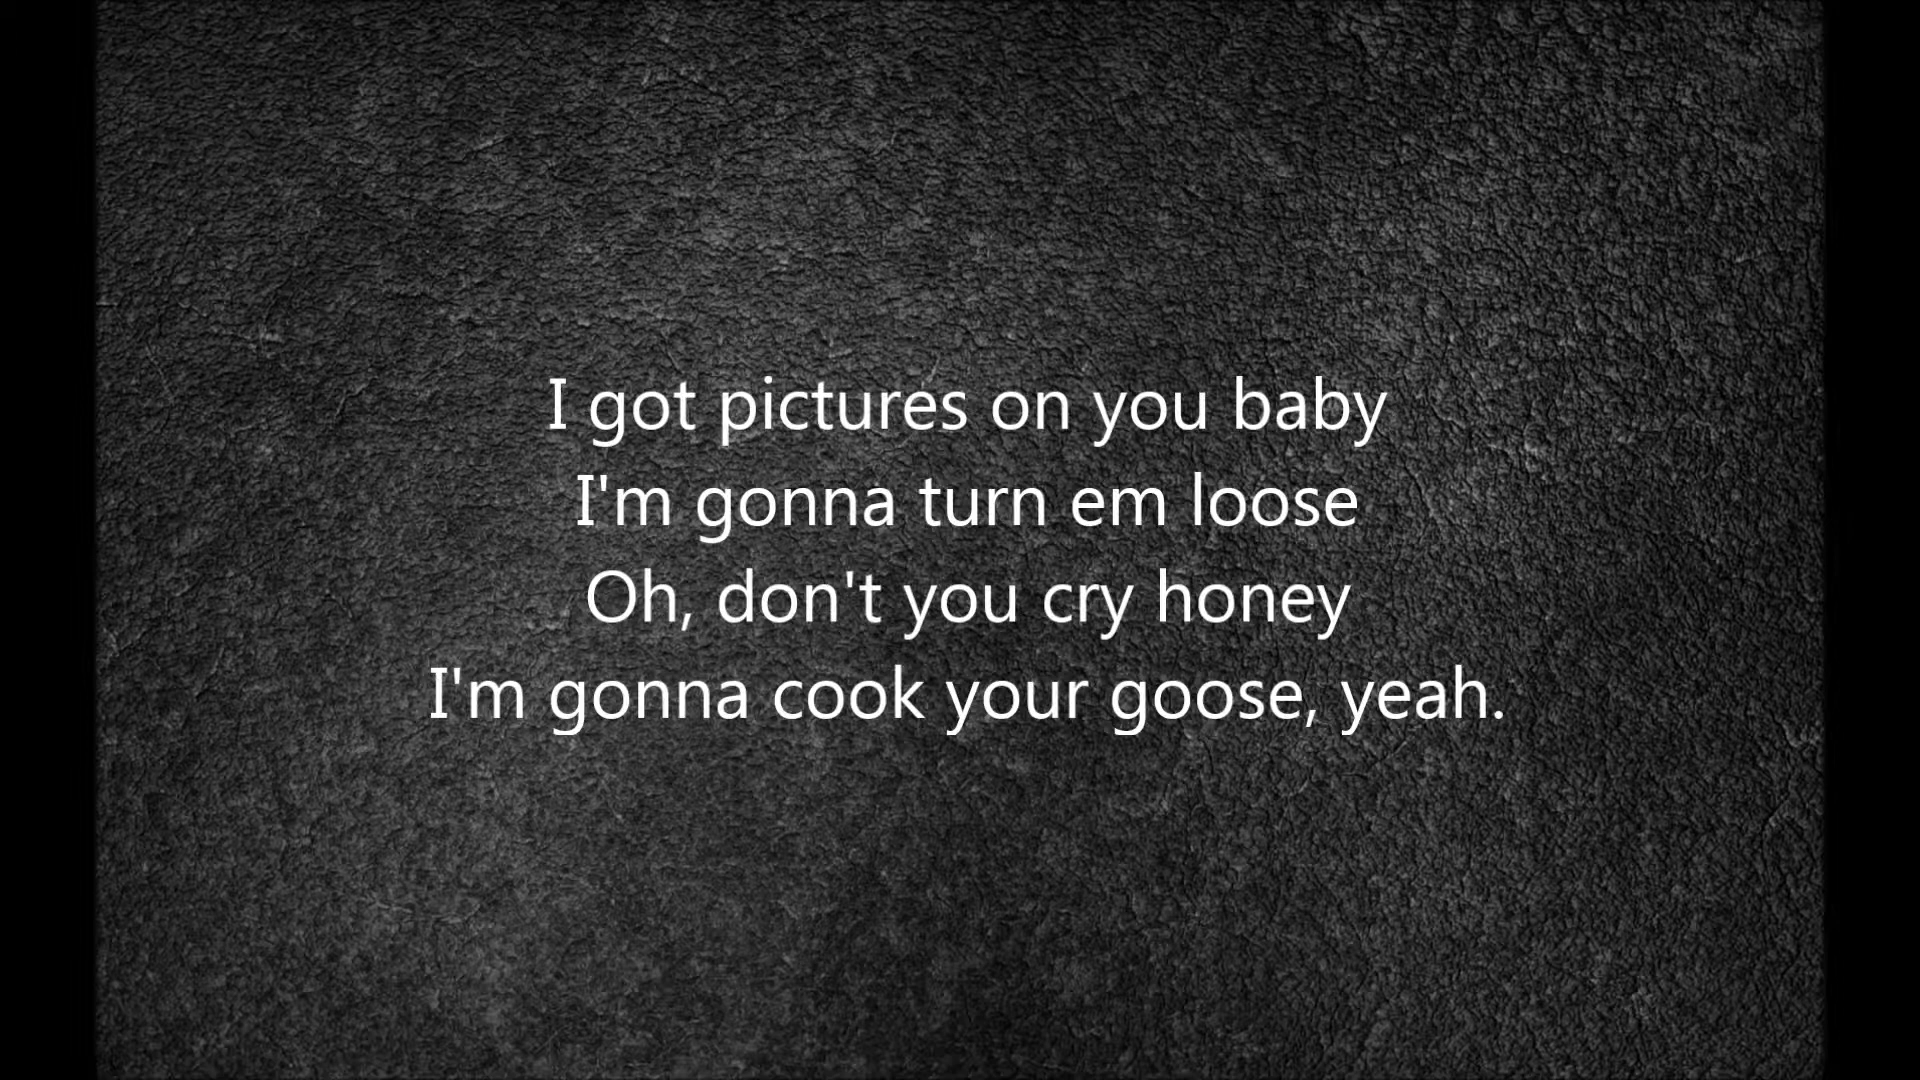 I got pictures on you baby
I'm gonna turn em loose
Oh, don't you cry honey
I'm gonna cook your goose, yeah.